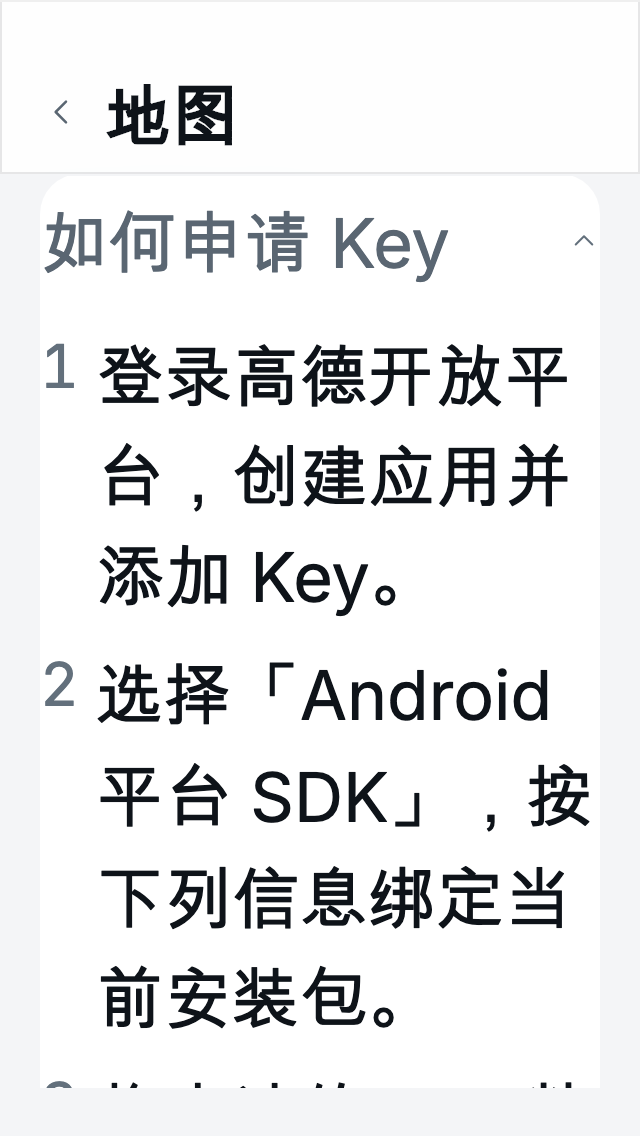 地图
如何申请 Key
1 登录高德开放平
台，创建应用并
添加 Key。
2 选择「Android
平台 SDK」，按
下列信息绑定当
前安装包。